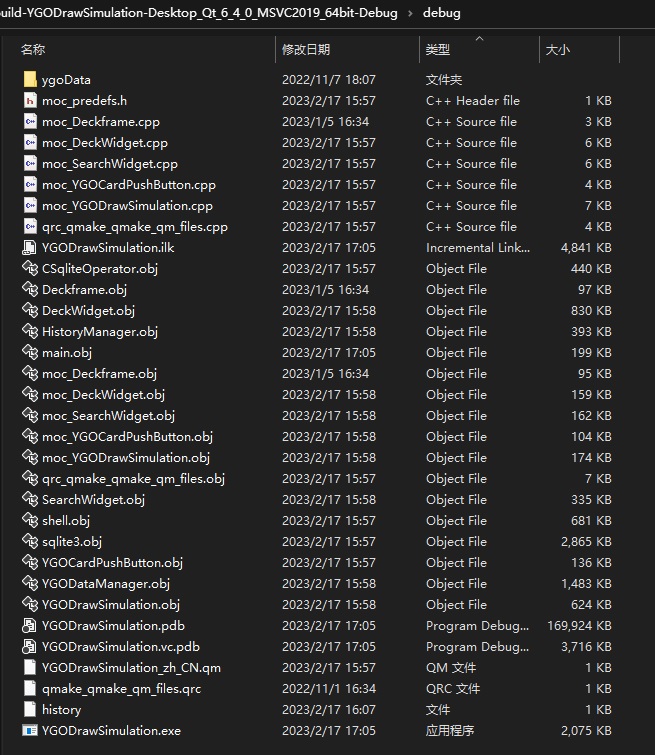 build-YGODrawSimulation-Desktop_Qt_6_4_0_MSVC2019_64bit-Debug > debug
名称 修改日期 类型 大小
ygoData 2022/11/7 18:07 文件夹
moc_predefs.h 2023/2/17 15:57 C++ Header file 1 KB
moc_Deckframe.cpp 2023/1/5 16:34 C++ Source file 3 KB
moc_DeckWidget.cpp 2023/2/17 15:57 C++ Source file 6 KB
moc_SearchWidget.cpp 2023/2/17 15:57 C++ Source file 6 KB
moc_YGOCardPushButton.cpp 2023/2/17 15:57 C++ Source file 4 KB
moc_YGODrawSimulation.cpp 2023/2/17 15:57 C++ Source file 7 KB
qrc_qmake_qmake_qm_files.cpp 2023/2/17 15:57 C++ Source file 4 KB
YGODrawSimulation.ilk 2023/2/17 17:05 Incremental Link... 4,841 KB
CSqliteOperator.obj 2023/2/17 15:57 Object File 440 KB
Deckframe.obj 2023/1/5 16:34 Object File 97 KB
DeckWidget.obj 2023/2/17 15:58 Object File 830 KB
HistoryManager.obj 2023/2/17 15:58 Object File 393 KB
main.obj 2023/2/17 17:05 Object File 199 KB
moc_Deckframe.obj 2023/1/5 16:34 Object File 95 KB
moc_DeckWidget.obj 2023/2/17 15:58 Object File 159 KB
moc_SearchWidget.obj 2023/2/17 15:58 Object File 162 KB
moc_YGOCardPushButton.obj 2023/2/17 15:58 Object File 104 KB
moc_YGODrawSimulation.obj 2023/2/17 15:58 Object File 174 KB
qrc_qmake_qmake_qm_files.obj 2023/2/17 15:57 Object File 7 KB
SearchWidget.obj 2023/2/17 15:58 Object File 335 KB
shell.obj 2023/2/17 15:57 Object File 681 KB
sqlite3.obj 2023/2/17 15:57 Object File 2,865 KB
YGOCardPushButton.obj 2023/2/17 15:57 Object File 136 KB
YGODataManager.obj 2023/2/17 15:58 Object File 1,483 KB
YGODrawSimulation.obj 2023/2/17 15:58 Object File 624 KB
YGODrawSimulation.pdb 2023/2/17 17:05 Program Debug... 169,924 KB
YGODrawSimulation.vc.pdb 2023/2/17 17:05 Program Debug... 3,716 KB
YGODrawSimulation_zh_CN.qm 2023/2/17 15:57 QM 文件 1 KB
qmake_qmake_qm_files.qrc 2022/11/1 16:34 QRC 文件 1 KB
history 2023/2/17 16:07 文件 1 KB
YGODrawSimulation.exe 2023/2/17 17:05 应用程序 2,075 KB